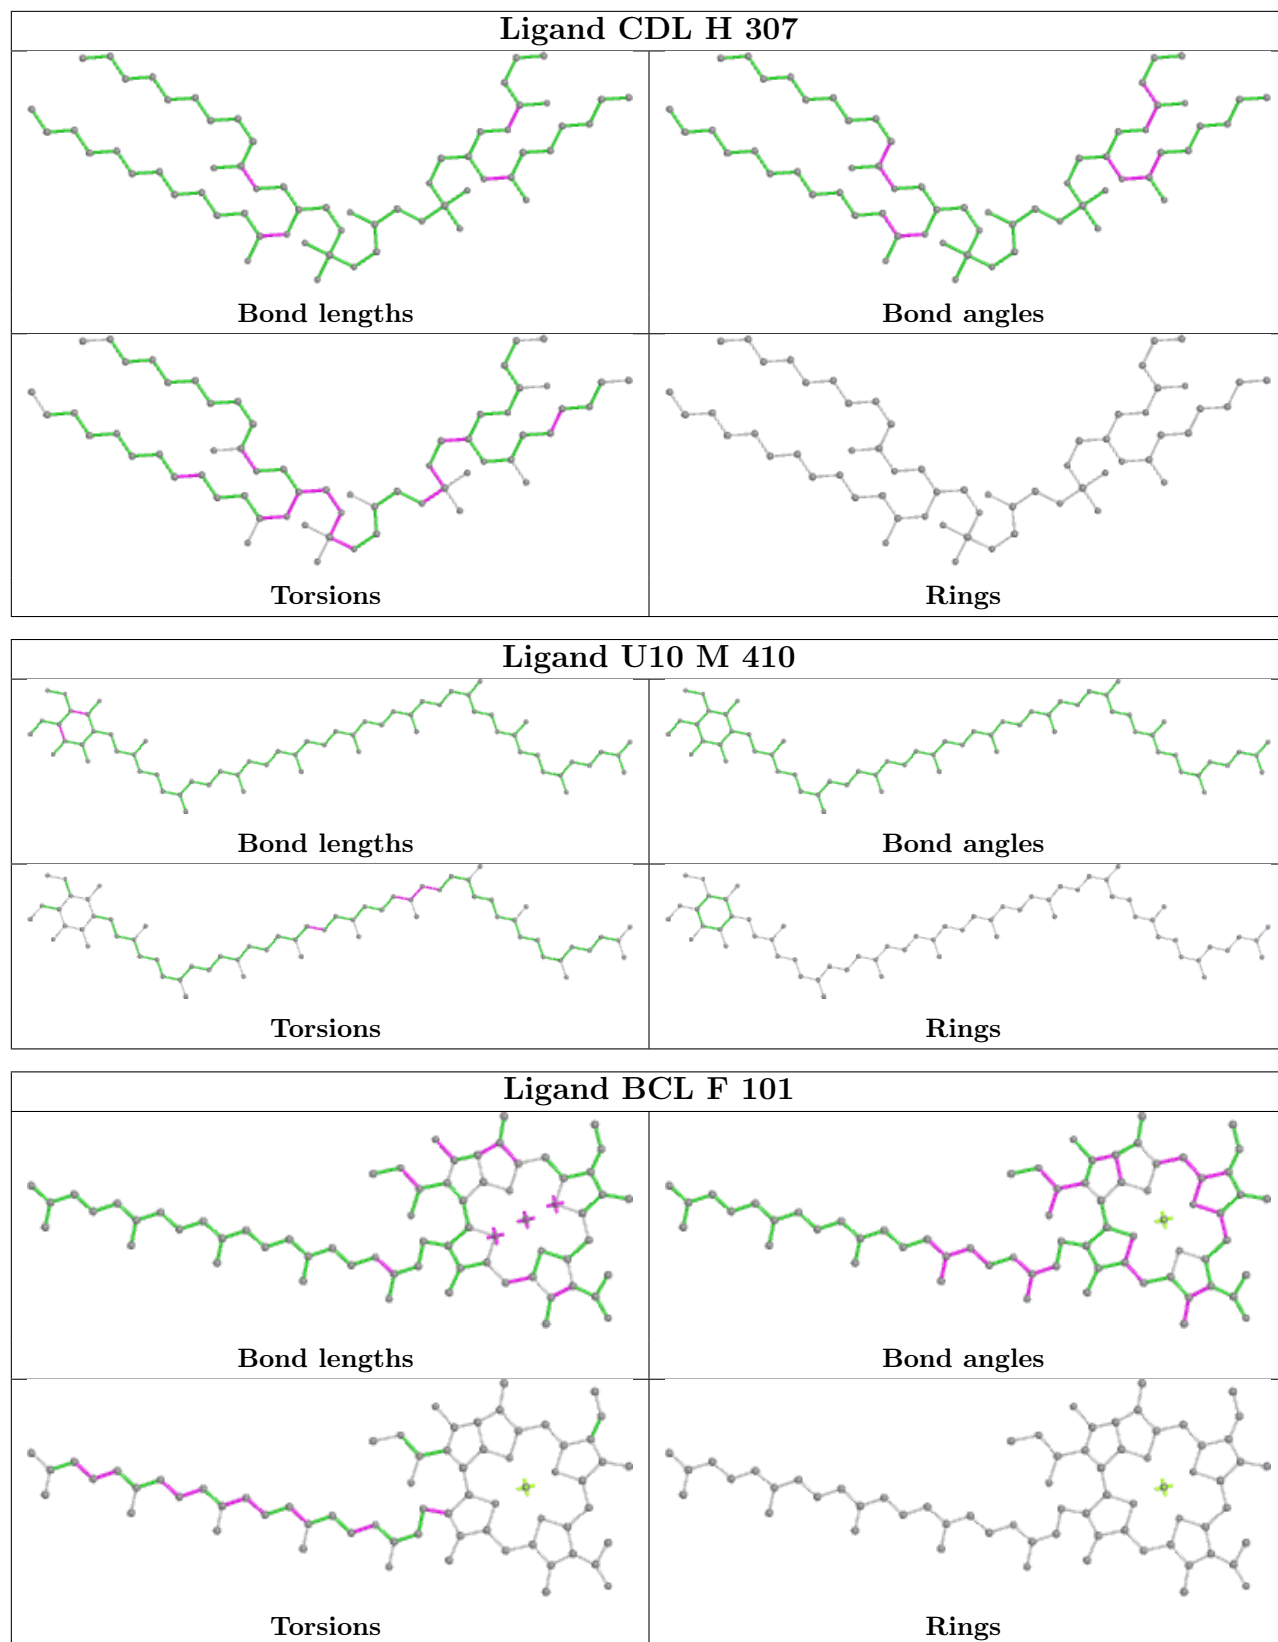 Ligand CDL H 307
Bond lengths
Bond angles
Torsions
Rings
Ligand U10 M 410
Bond lengths
Bond angles
Torsions
Rings
Ligand BCL F 101
Bond lengths
Bond angles
Torsions
Rings